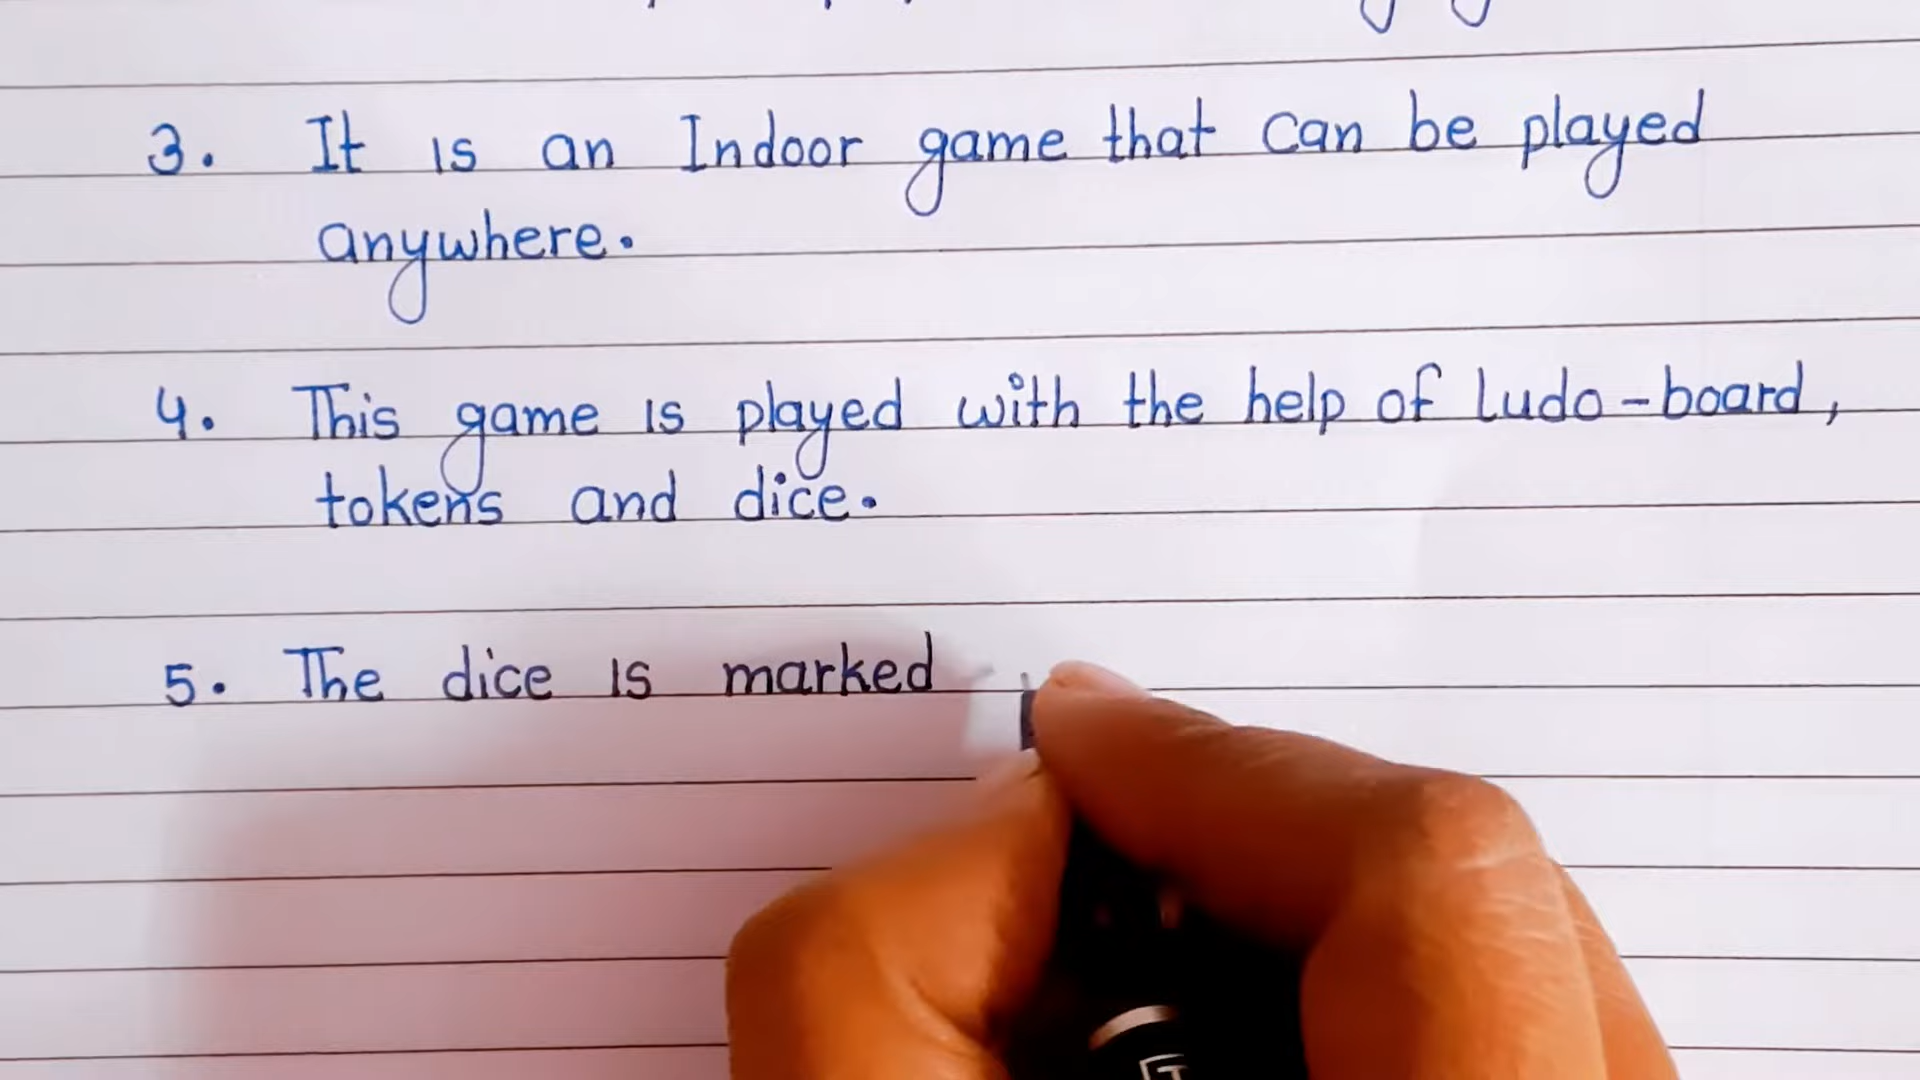 3. It is an Indoor game that can be played
anywhere.
4. This game is played with the help of ludo-board,
tokens and dice.
5. The dice is marked